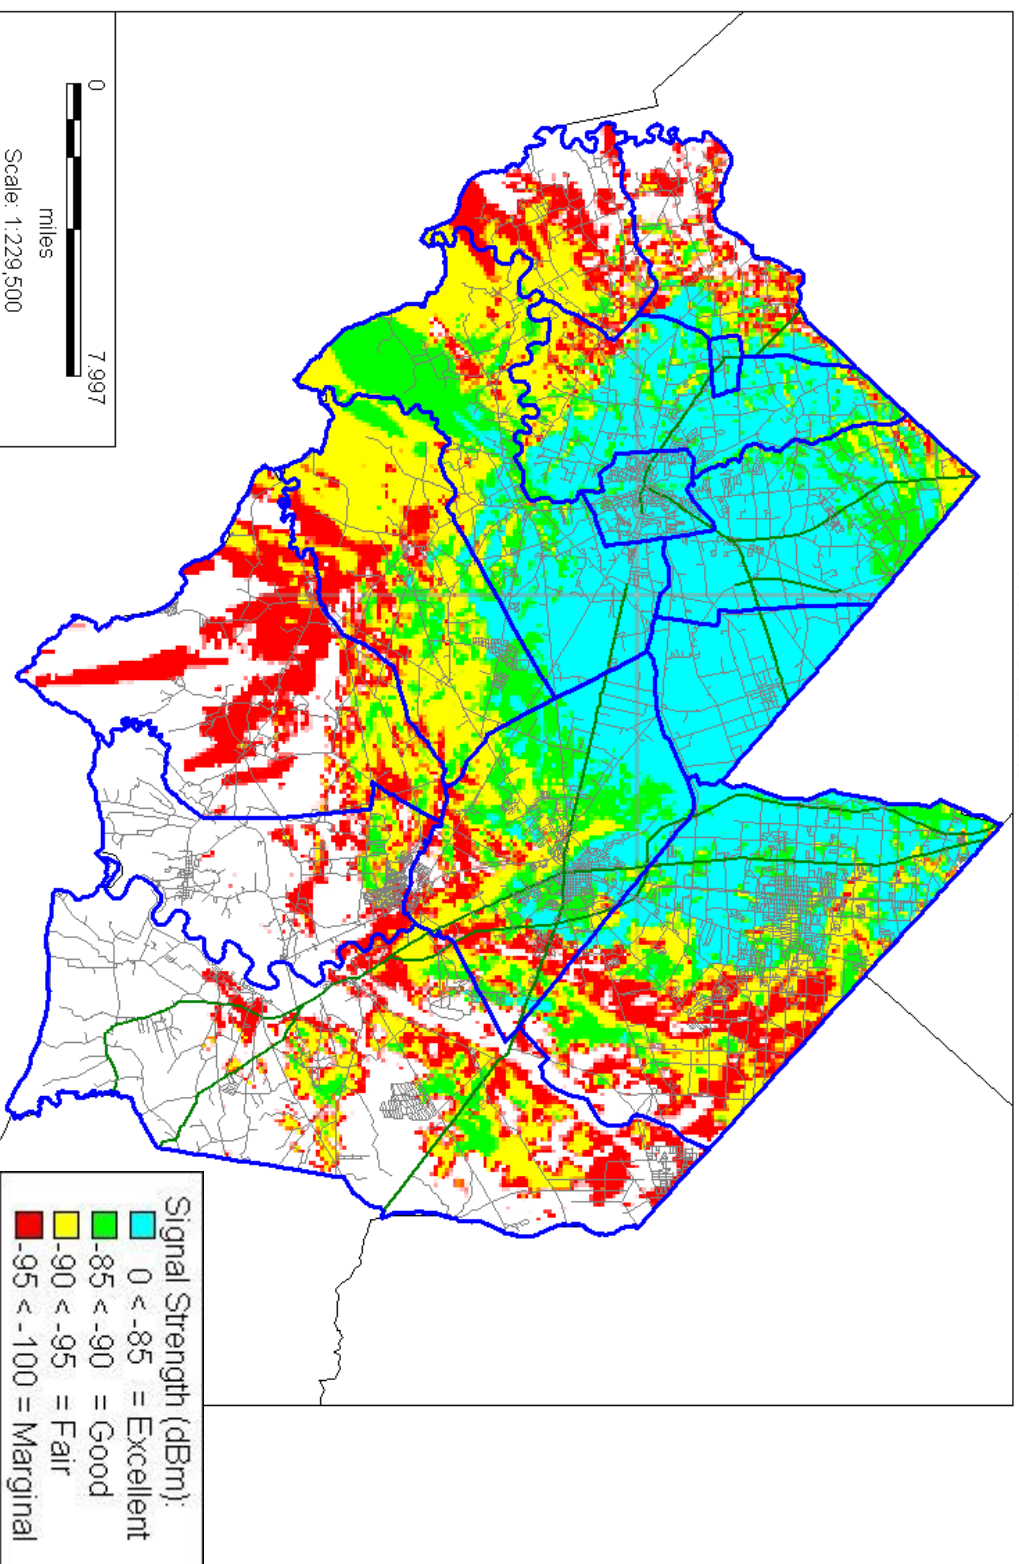 0 7.997
miles
Scale: 1:229,500
Signal Strength (dBm):
0 < -85 = Excellent
-85 < -90 = Good
-90 < -95 = Fair
-95 < -100 = Marginal